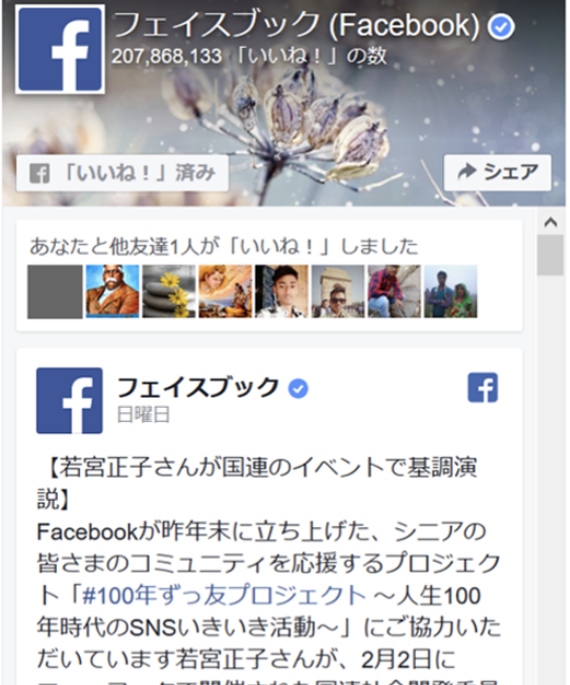 フェイスブック (Facebook)
207,868,133 「いいね！」の数
「いいね！」済み
シェア
あなたと他友達1人が「いいね！」しました
フェイスブック
日曜日
【若宮正子さんが国連のイベントで基調演
説】
Facebookが昨年末に立ち上げた、シニアの
皆さまのコミュニティを応援するプロジェク
ト「#100年ずっ友プロジェクト ～人生100
年時代のSNSいきいき活動～」にご協力いた
だいています若宮正子さんが、2月2日に